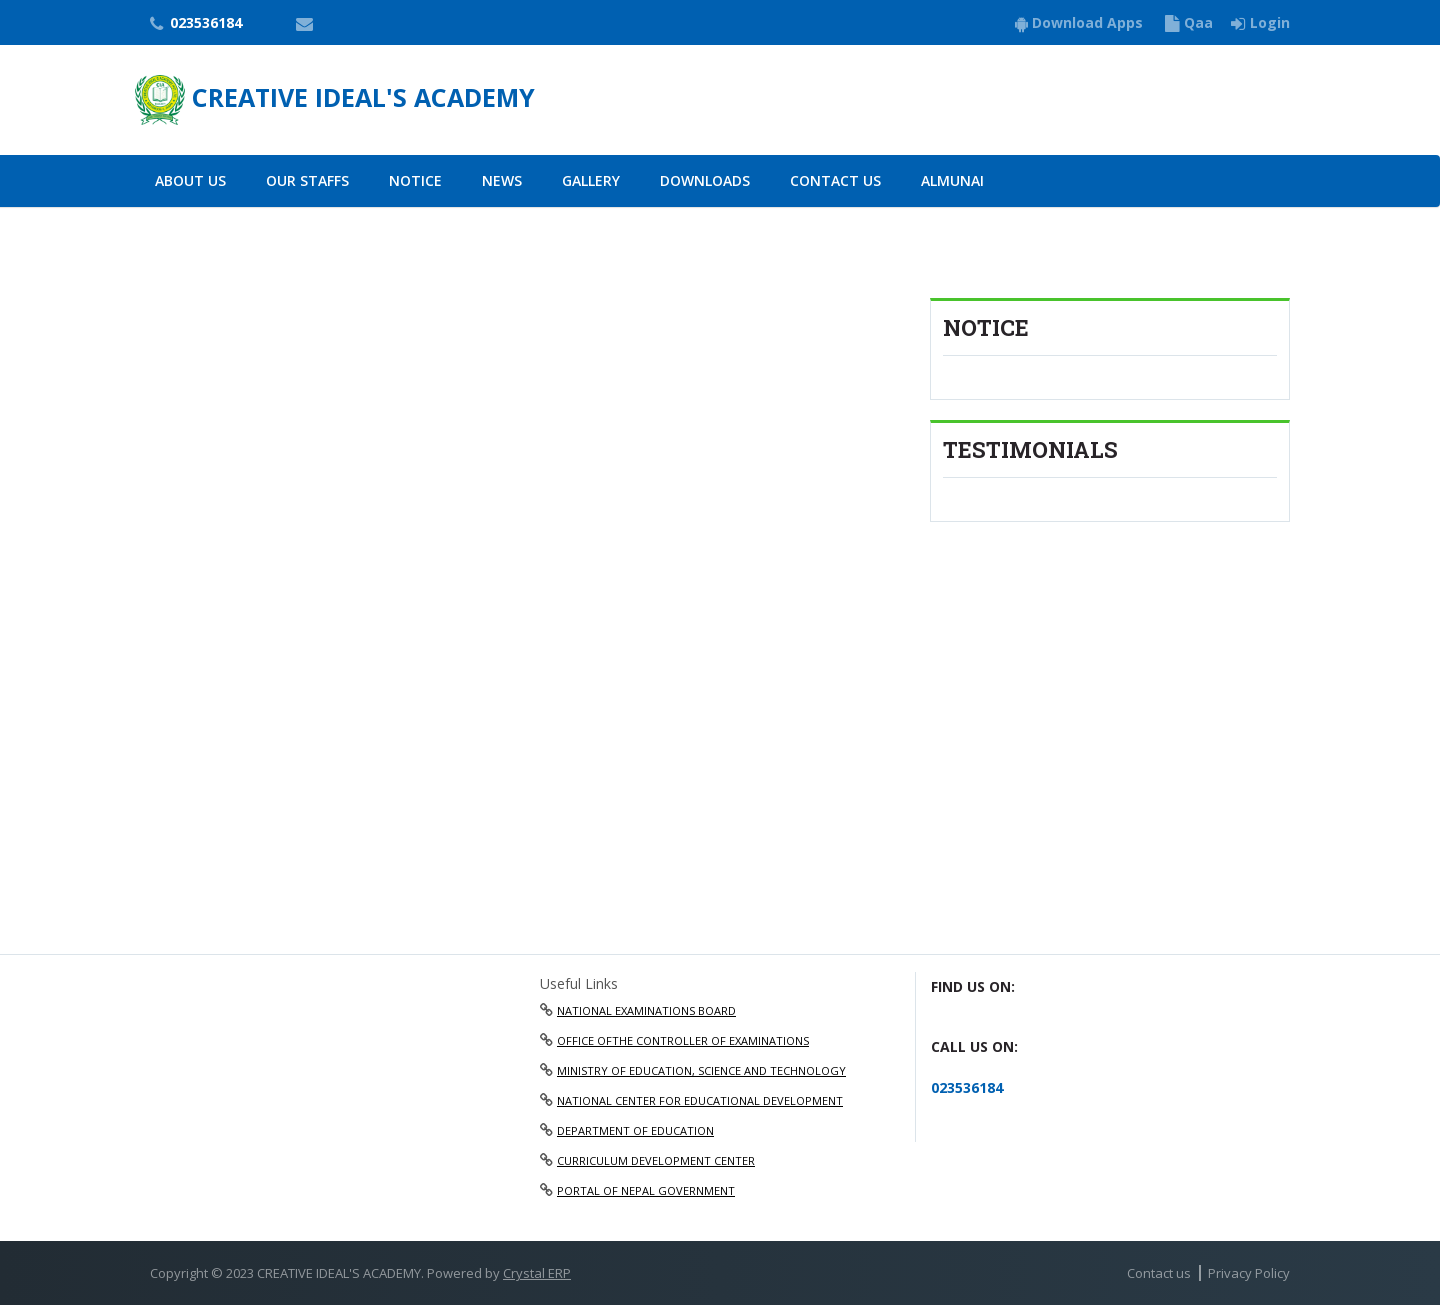 023536184
Download Apps Qaa Login
CREATIVE IDEAL'S ACADEMY
ABOUT US OUR STAFFS NOTICE NEWS GALLERY DOWNLOADS CONTACT US ALMUNAI
NOTICE
TESTIMONIALS
Useful Links
NATIONAL EXAMINATIONS BOARD
OFFICE OFTHE CONTROLLER OF EXAMINATIONS
MINISTRY OF EDUCATION, SCIENCE AND TECHNOLOGY
NATIONAL CENTER FOR EDUCATIONAL DEVELOPMENT
DEPARTMENT OF EDUCATION
CURRICULUM DEVELOPMENT CENTER
PORTAL OF NEPAL GOVERNMENT
FIND US ON:
CALL US ON:
023536184
Copyright © 2023 CREATIVE IDEAL'S ACADEMY. Powered by Crystal ERP
Contact us | Privacy Policy